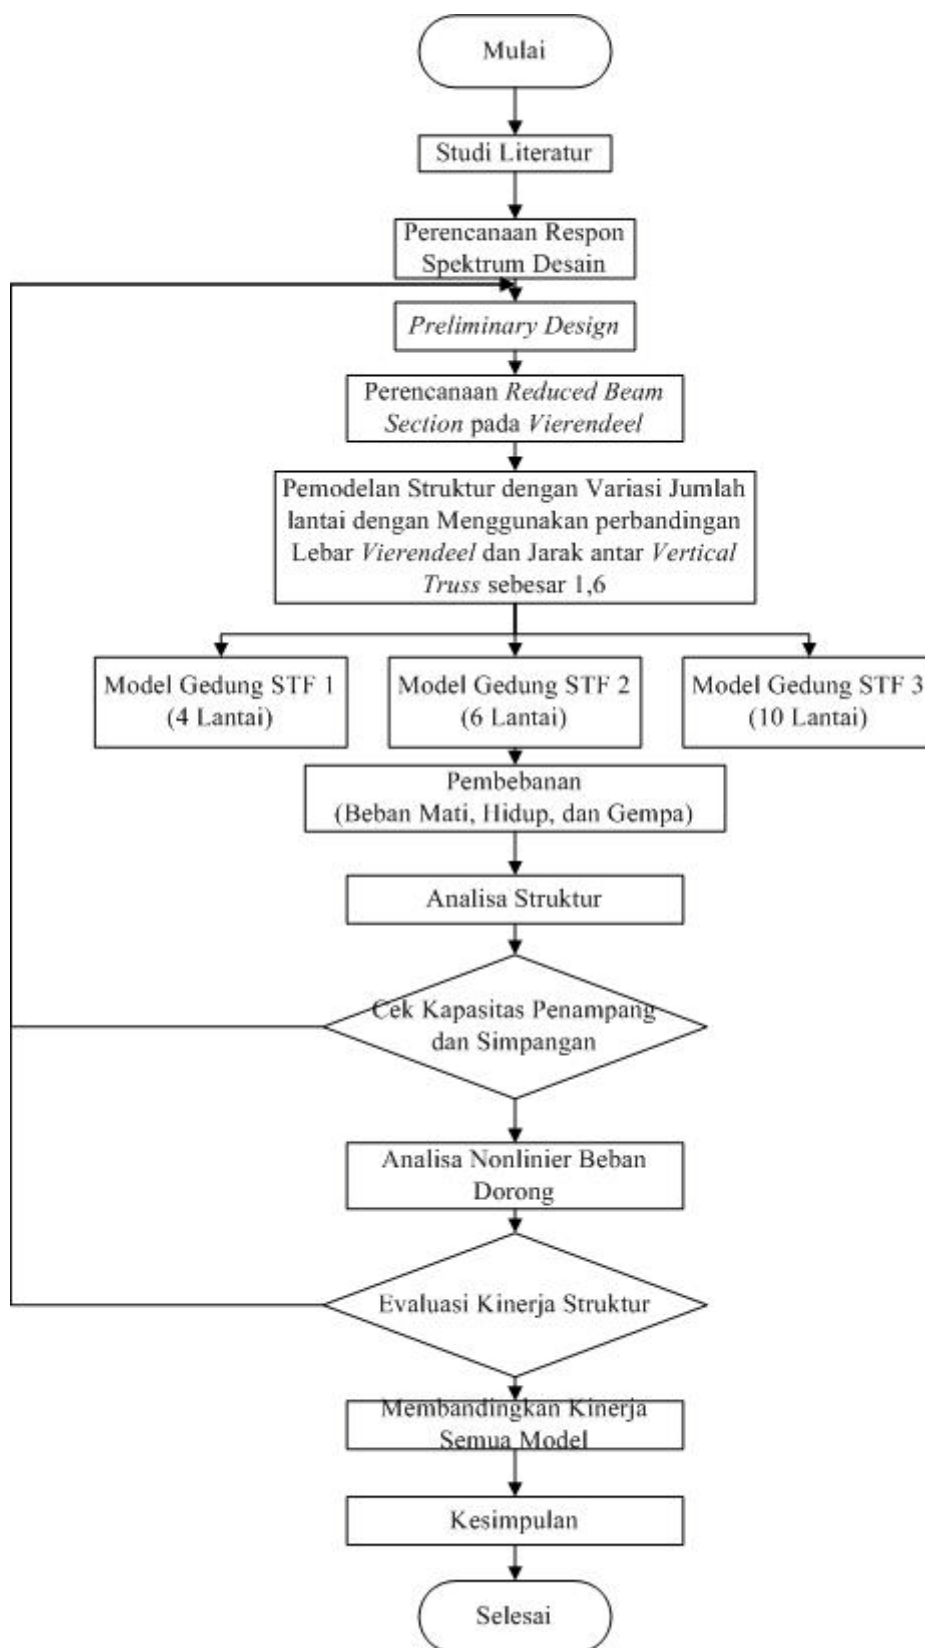 Mulai
Studi Literatur
Perencanaan Respon
Spektrum Desain
Preliminary Design
Perencanaan Reduced Beam
Section pada Vierendeel
Pemodelan Struktur dengan Variasi Jumlah
lantai dengan Menggunakan perbandingan
Lebar Vierendeel dan Jarak antar Vertical
Truss sebesar 1,6
Model Gedung STF 1
(4 Lantai)
Model Gedung STF 2
(6 Lantai)
Model Gedung STF 3
(10 Lantai)
Pembebanan
(Beban Mati, Hidup, dan Gempa)
Analisa Struktur
Cek Kapasitas Penampang
dan Simpangan
Analisa Nonlinier Beban
Dorong
Evaluasi Kinerja Struktur
Membandingkan Kinerja
Semua Model
Kesimpulan
Selesai